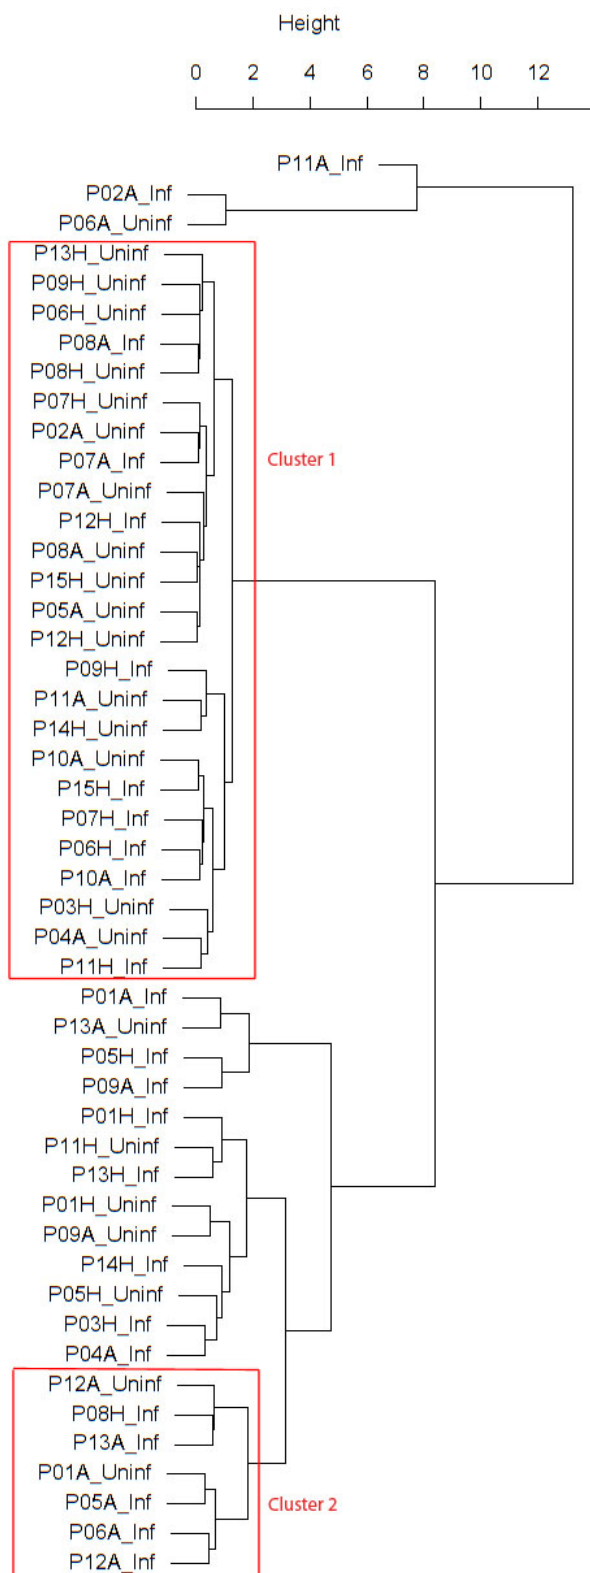 Height
0 2 4 6 8 10 12
P11A_Inf
P02A_Inf
P06A_Uninf
P13H_Uninf
P09H_Uninf
P06H_Uninf
P08A_Inf
P08H_Uninf
P07H_Uninf
P02A_Uninf
P07A_Inf
Cluster 1
P07A_Uninf
P12H_Inf
P08A_Uninf
P15H_Uninf
P05A_Uninf
P12H_Uninf
P09H_Inf
P11A_Uninf
P14H_Uninf
P10A_Uninf
P15H_Inf
P07H_Inf
P06H_Inf
P10A_Inf
P03H_Uninf
P04A_Uninf
P11H_Inf
P01A_Inf
P13A_Uninf
P05H_Inf
P09A_Inf
P01H_Inf
P11H_Uninf
P13H_Inf
P01H_Uninf
P09A_Uninf
P14H_Inf
P05H_Uninf
P03H_Inf
P04A_Inf
P12A_Uninf
P08H_Inf
P13A_Inf
P01A_Uninf
P05A_Inf
Cluster 2
P06A_Inf
P12A_Inf